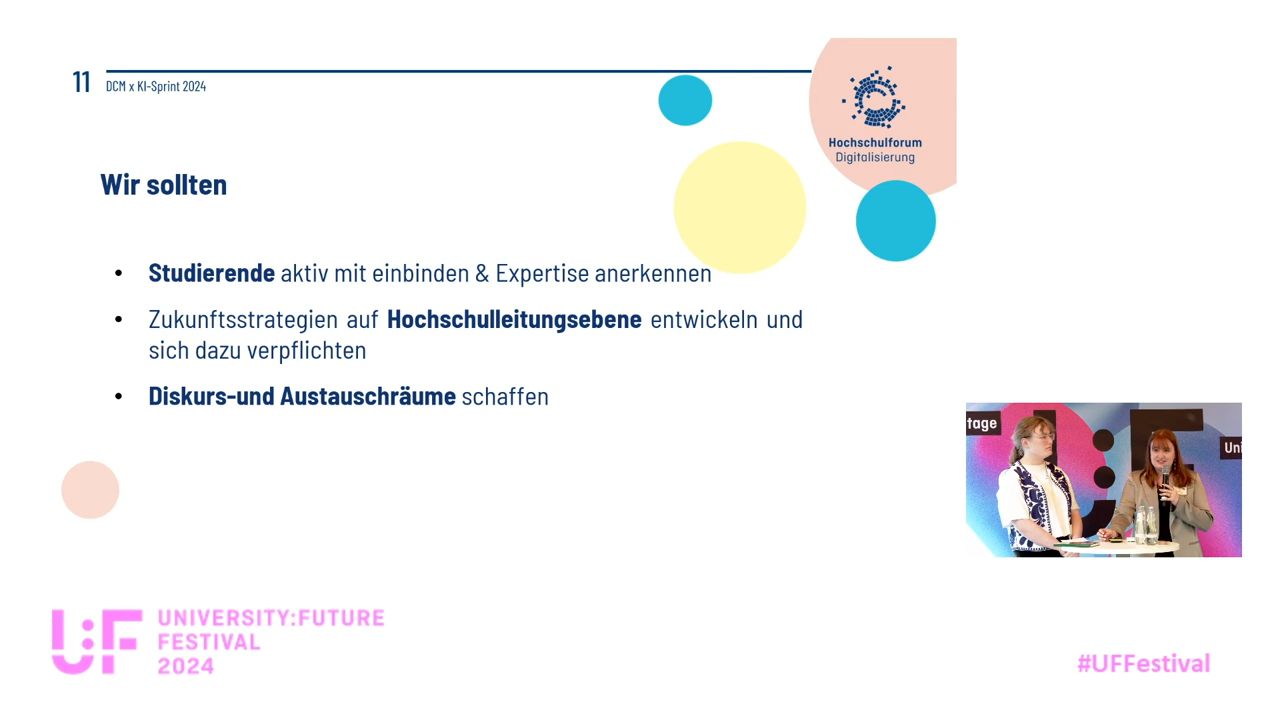 11
DCM x KI-Sprint 2024
Hochschulforum
Digitalisierung
Wir sollten
• Studierende aktiv mit einbinden & Expertise anerkennen
• Zukunftsstrategien auf Hochschulleitungsebene entwickeln und
sich dazu verpflichten
• Diskurs-und Austauschräume schaffen
tage
Uni
U:F
UNIVERSITY:FUTURE
FESTIVAL
2024
#UFFestival